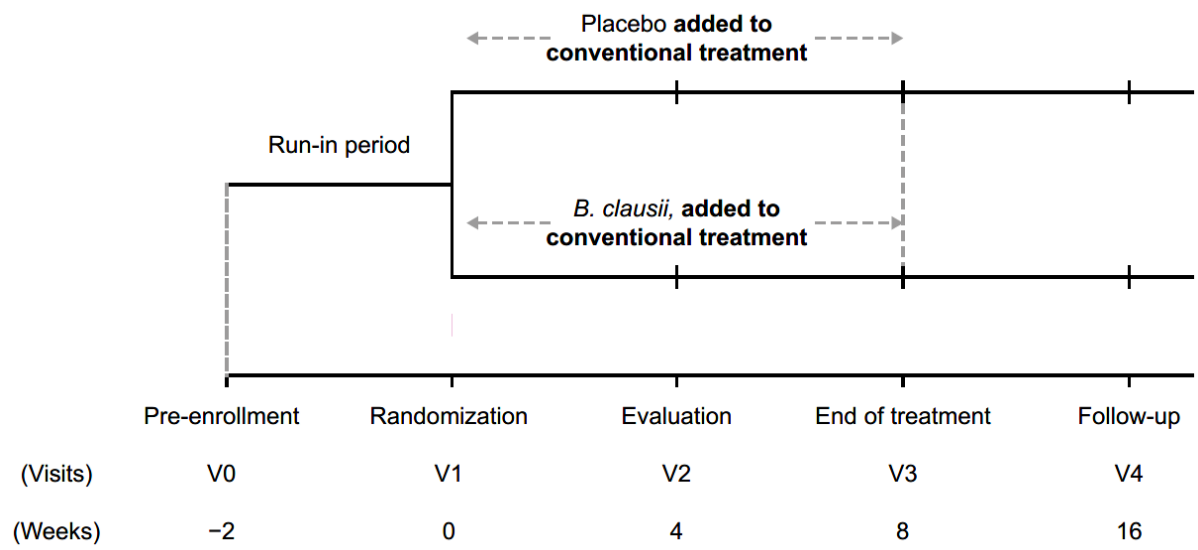 Placebo added to
conventional treatment
Run-in period
B. clausii, added to
conventional treatment
Pre-enrollment Randomization Evaluation End of treatment Follow-up
(Visits) V0 V1 V2 V3 V4
(Weeks) −2 0 4 8 16